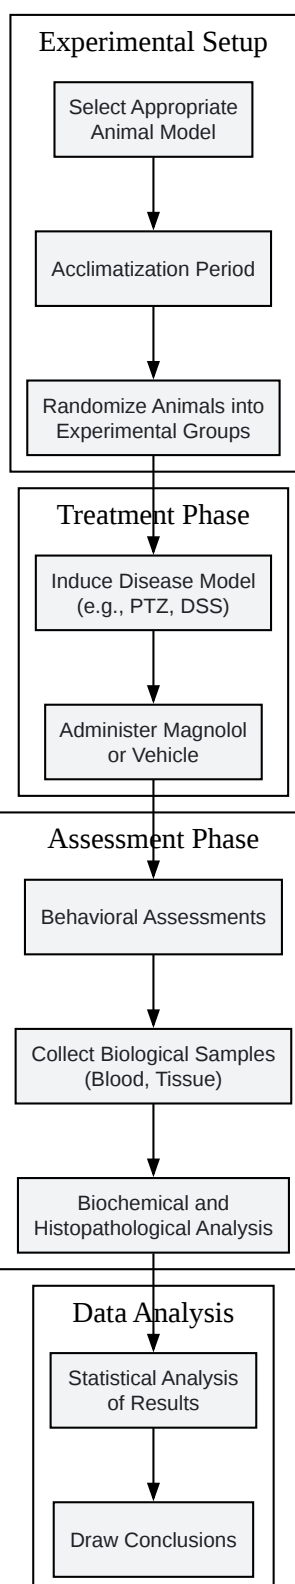 Experimental Setup
Select Appropriate
Animal Model
Acclimatization Period
Randomize Animals into
Experimental Groups
Treatment Phase
Induce Disease Model
(e.g., PTZ, DSS)
Administer Magnolol
or Vehicle
Assessment Phase
Behavioral Assessments
Collect Biological Samples
(Blood, Tissue)
Biochemical and
Histopathological Analysis
Data Analysis
Statistical Analysis
of Results
Draw Conclusions